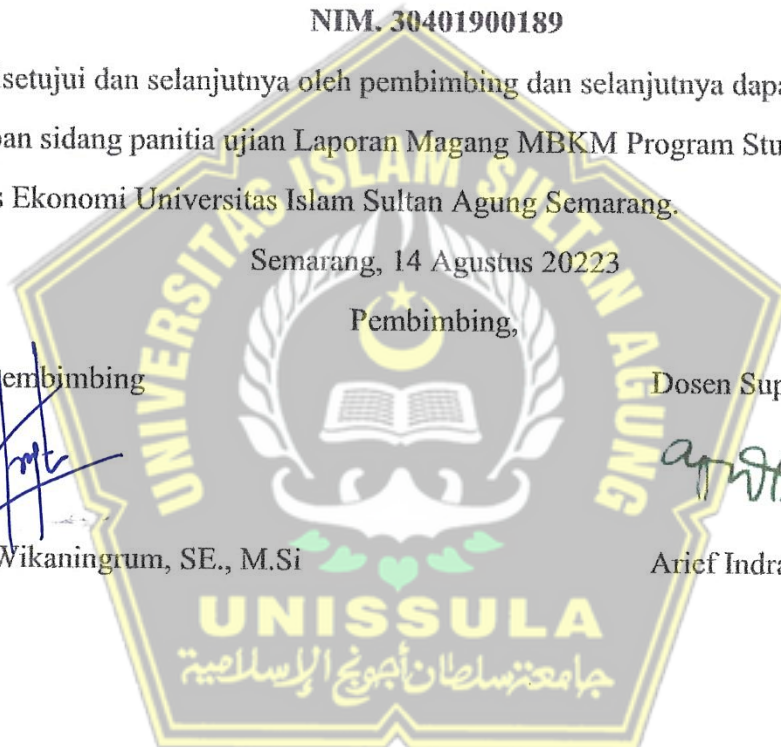 NIM. 30401900189
setujui dan selanjutnya oleh pembimbing dan selanjutnya dapa
pan sidang panitia ujian Laporan Magang MBKM Program Stu
s Ekonomi Universitas Islam Sultan Agung Semarang.
Semarang, 14 Agustus 20223
Pembimbing,
embimbing
Dosen Sup
Wikaningrum, SE., M.Si
Arief Indra
UNIVERSITAS ISLAM SULTAN AGUNG
UNISSULA
جامعة سلطان أجونج الإسلامية